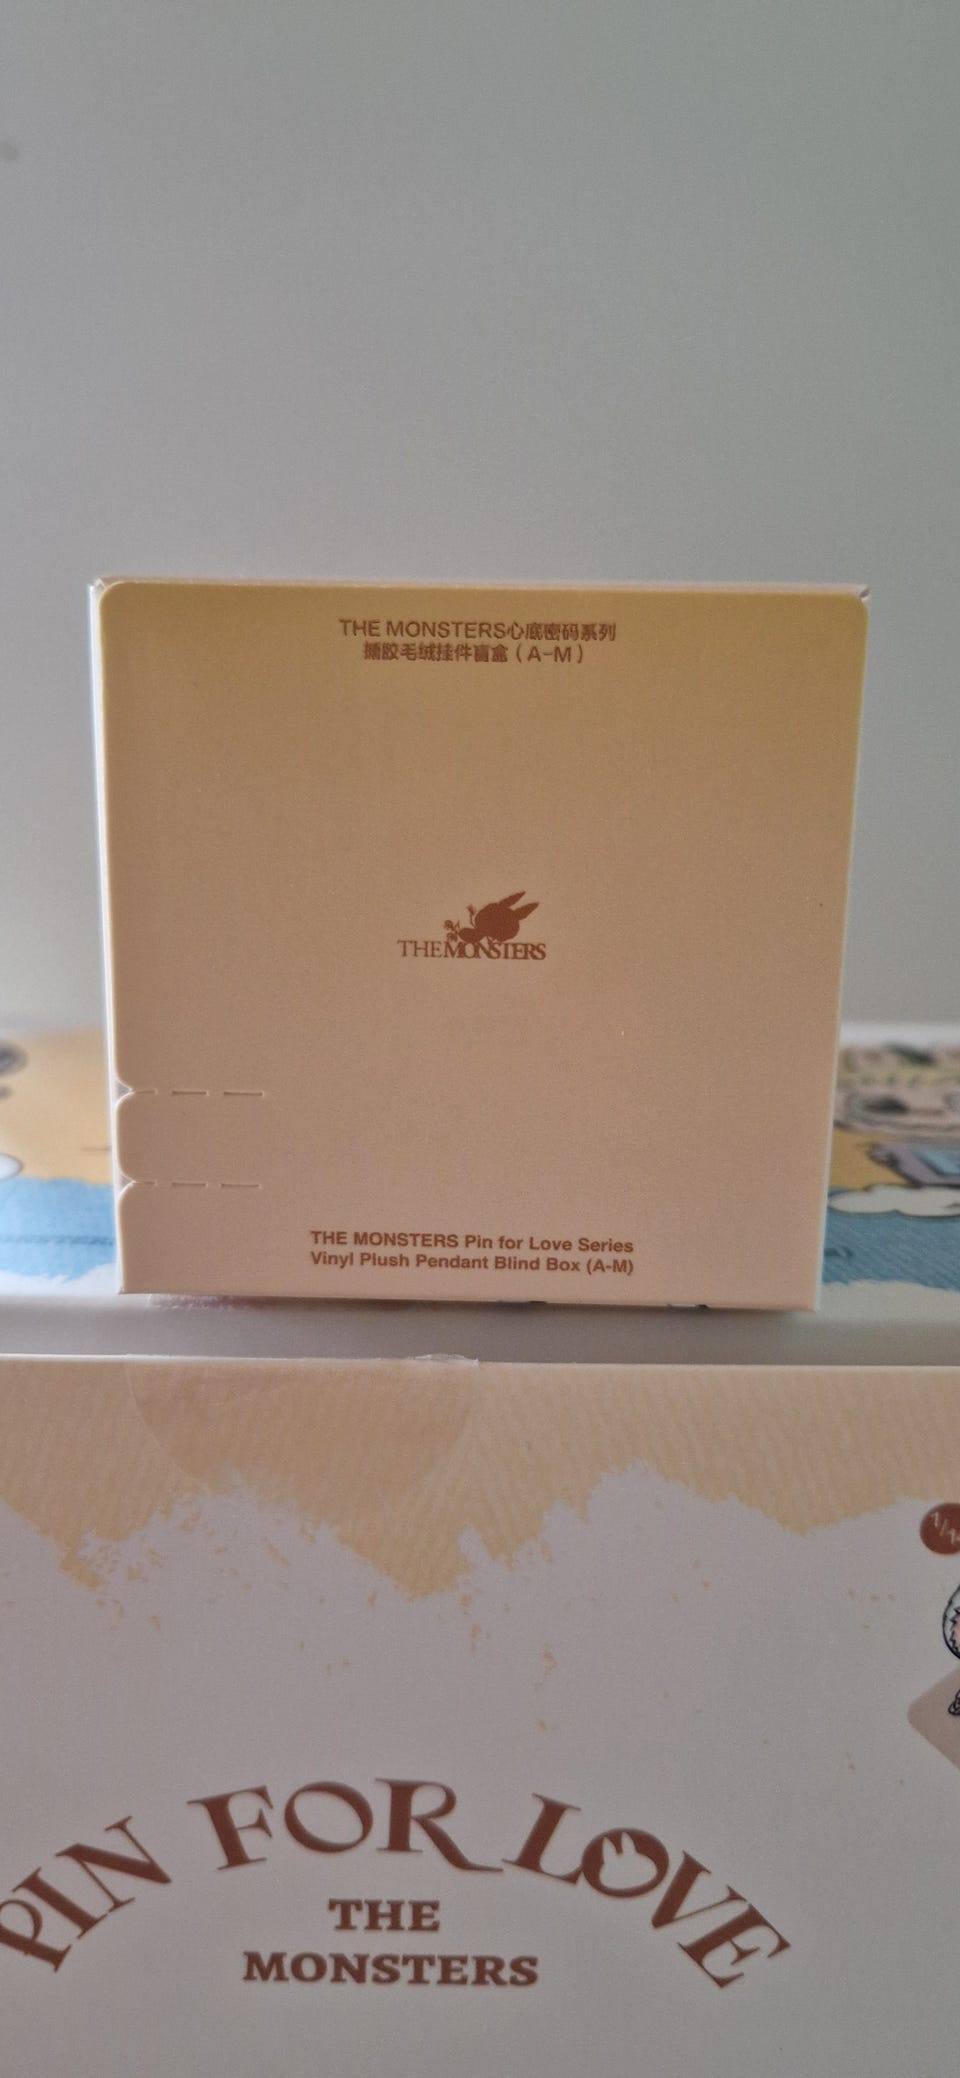 THE MONSTERS心底密码系列
搪胶毛绒挂件盲盒（A-M）
THE MONSTERS
THE MONSTERS Pin for Love Series
Vinyl Plush Pendant Blind Box (A-M)
PIN FOR LOVE
THE
MONSTERS